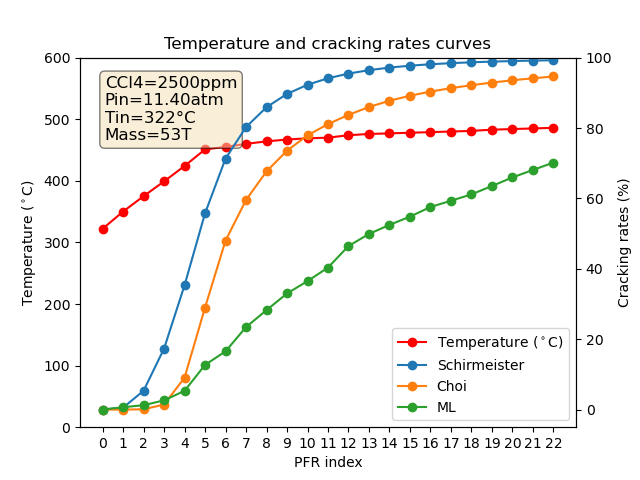 Temperature and cracking rates curves
CCl4=2500ppm
Pin=11.40atm
Tin=322°C
Mass=53T
Temperature (°C)
600
500
400
300
200
100
0
100
80
60
40
20
0
Cracking rates (%)
Temperature (°C)
Schirmeister
Choi
ML
0 1 2 3 4 5 6 7 8 9 10 11 12 13 14 15 16 17 18 19 20 21 22
PFR index